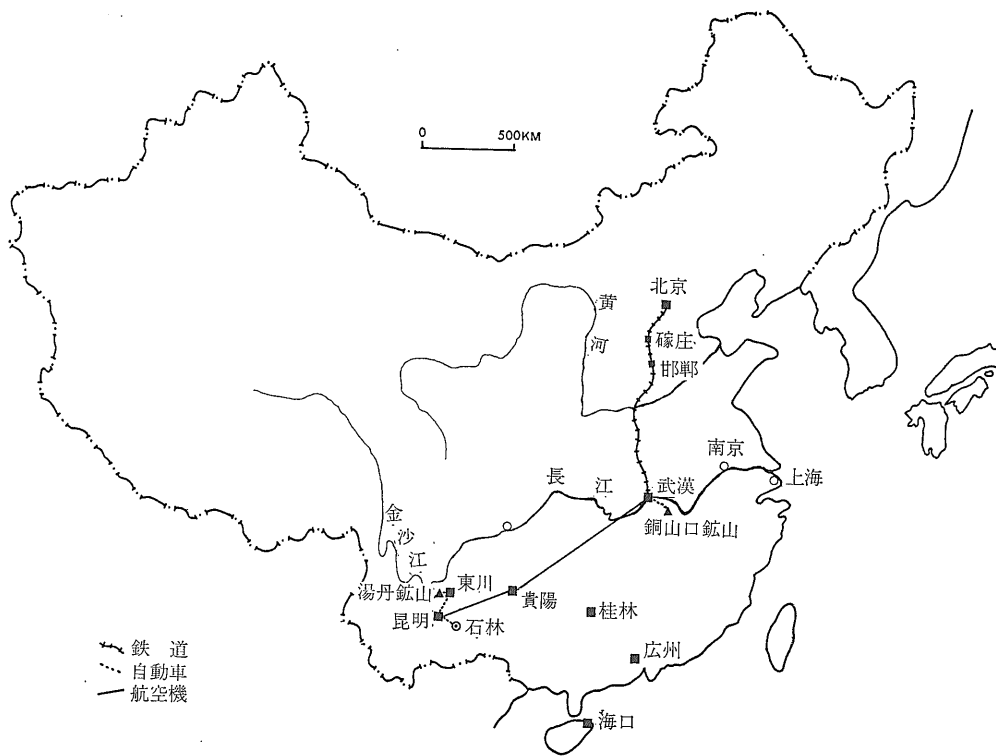 0 500KM
北京
黄河
磢庄
邯鄲
南京
上海
長江
武漢
銅山口鉱山
金沙江
湯丹鉱山
東川
貴陽
昆明
石林
桂林
広州
海口
鉄道
自動車
航空機